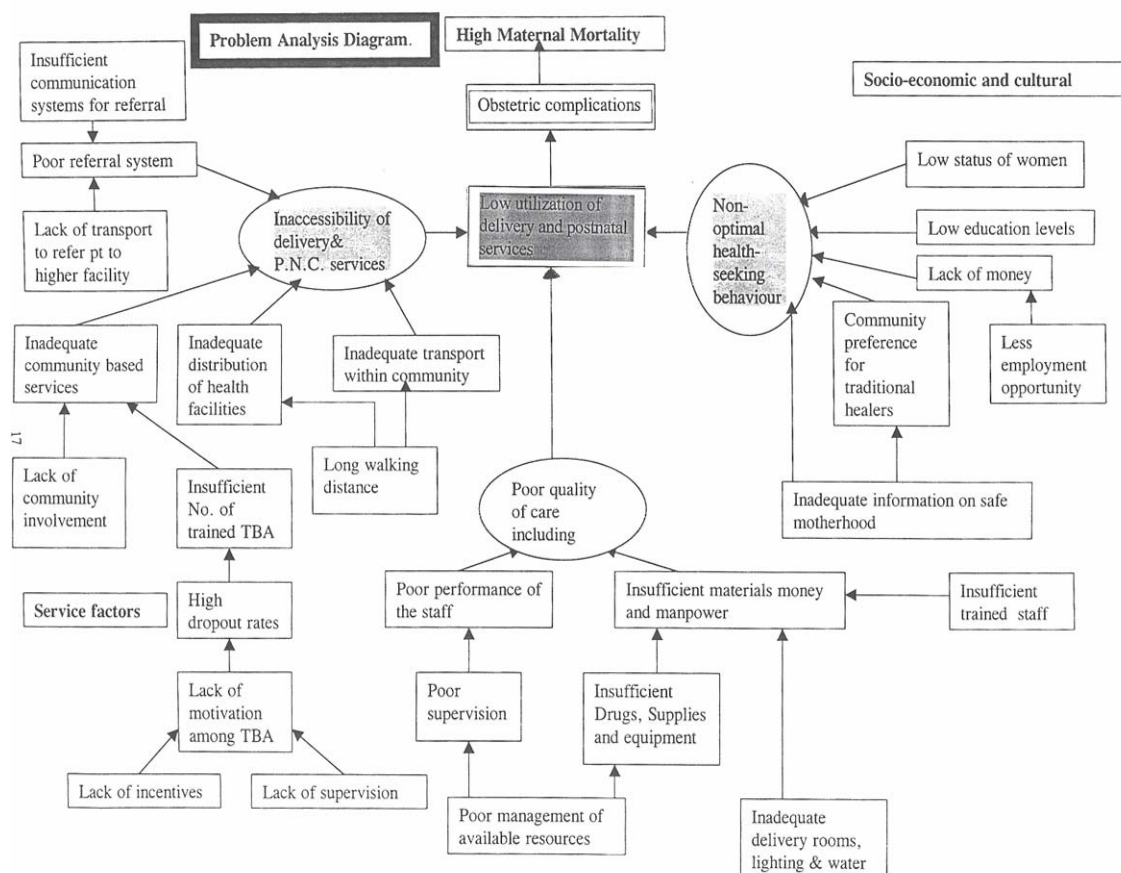 Problem Analysis Diagram.
High Maternal Mortality
Insufficient
communication
systems for referral
Socio-economic and cultural
Obstetric complications
Poor referral system
Low status of women
Inaccessibility of
delivery&
P.N.C. services
Low utilization of
delivery and postnatal
services
Non-
optimal
health-
seeking
behaviour
Lack of transport
to refer pt to
higher facility
Low education levels
Lack of money
Inadequate
community based
services
Inadequate
distribution
of health
facilities
Inadequate transport
within community
Community
preference
for
traditional
healers
Less
employment
opportunity
17
Lack of
community
involvement
Insufficient
No. of
trained TBA
Long walking
distance
Poor quality
of care
including
Inadequate information on safe
motherhood
Service factors
High
dropout rates
Poor performance of
the staff
Insufficient materials money
and manpower
Insufficient
trained staff
Lack of
motivation
among TBA
Poor
supervision
Insufficient
Drugs, Supplies
and equipment
Lack of incentives
Lack of supervision
Poor management of
available resources
Inadequate
delivery rooms,
lighting & water